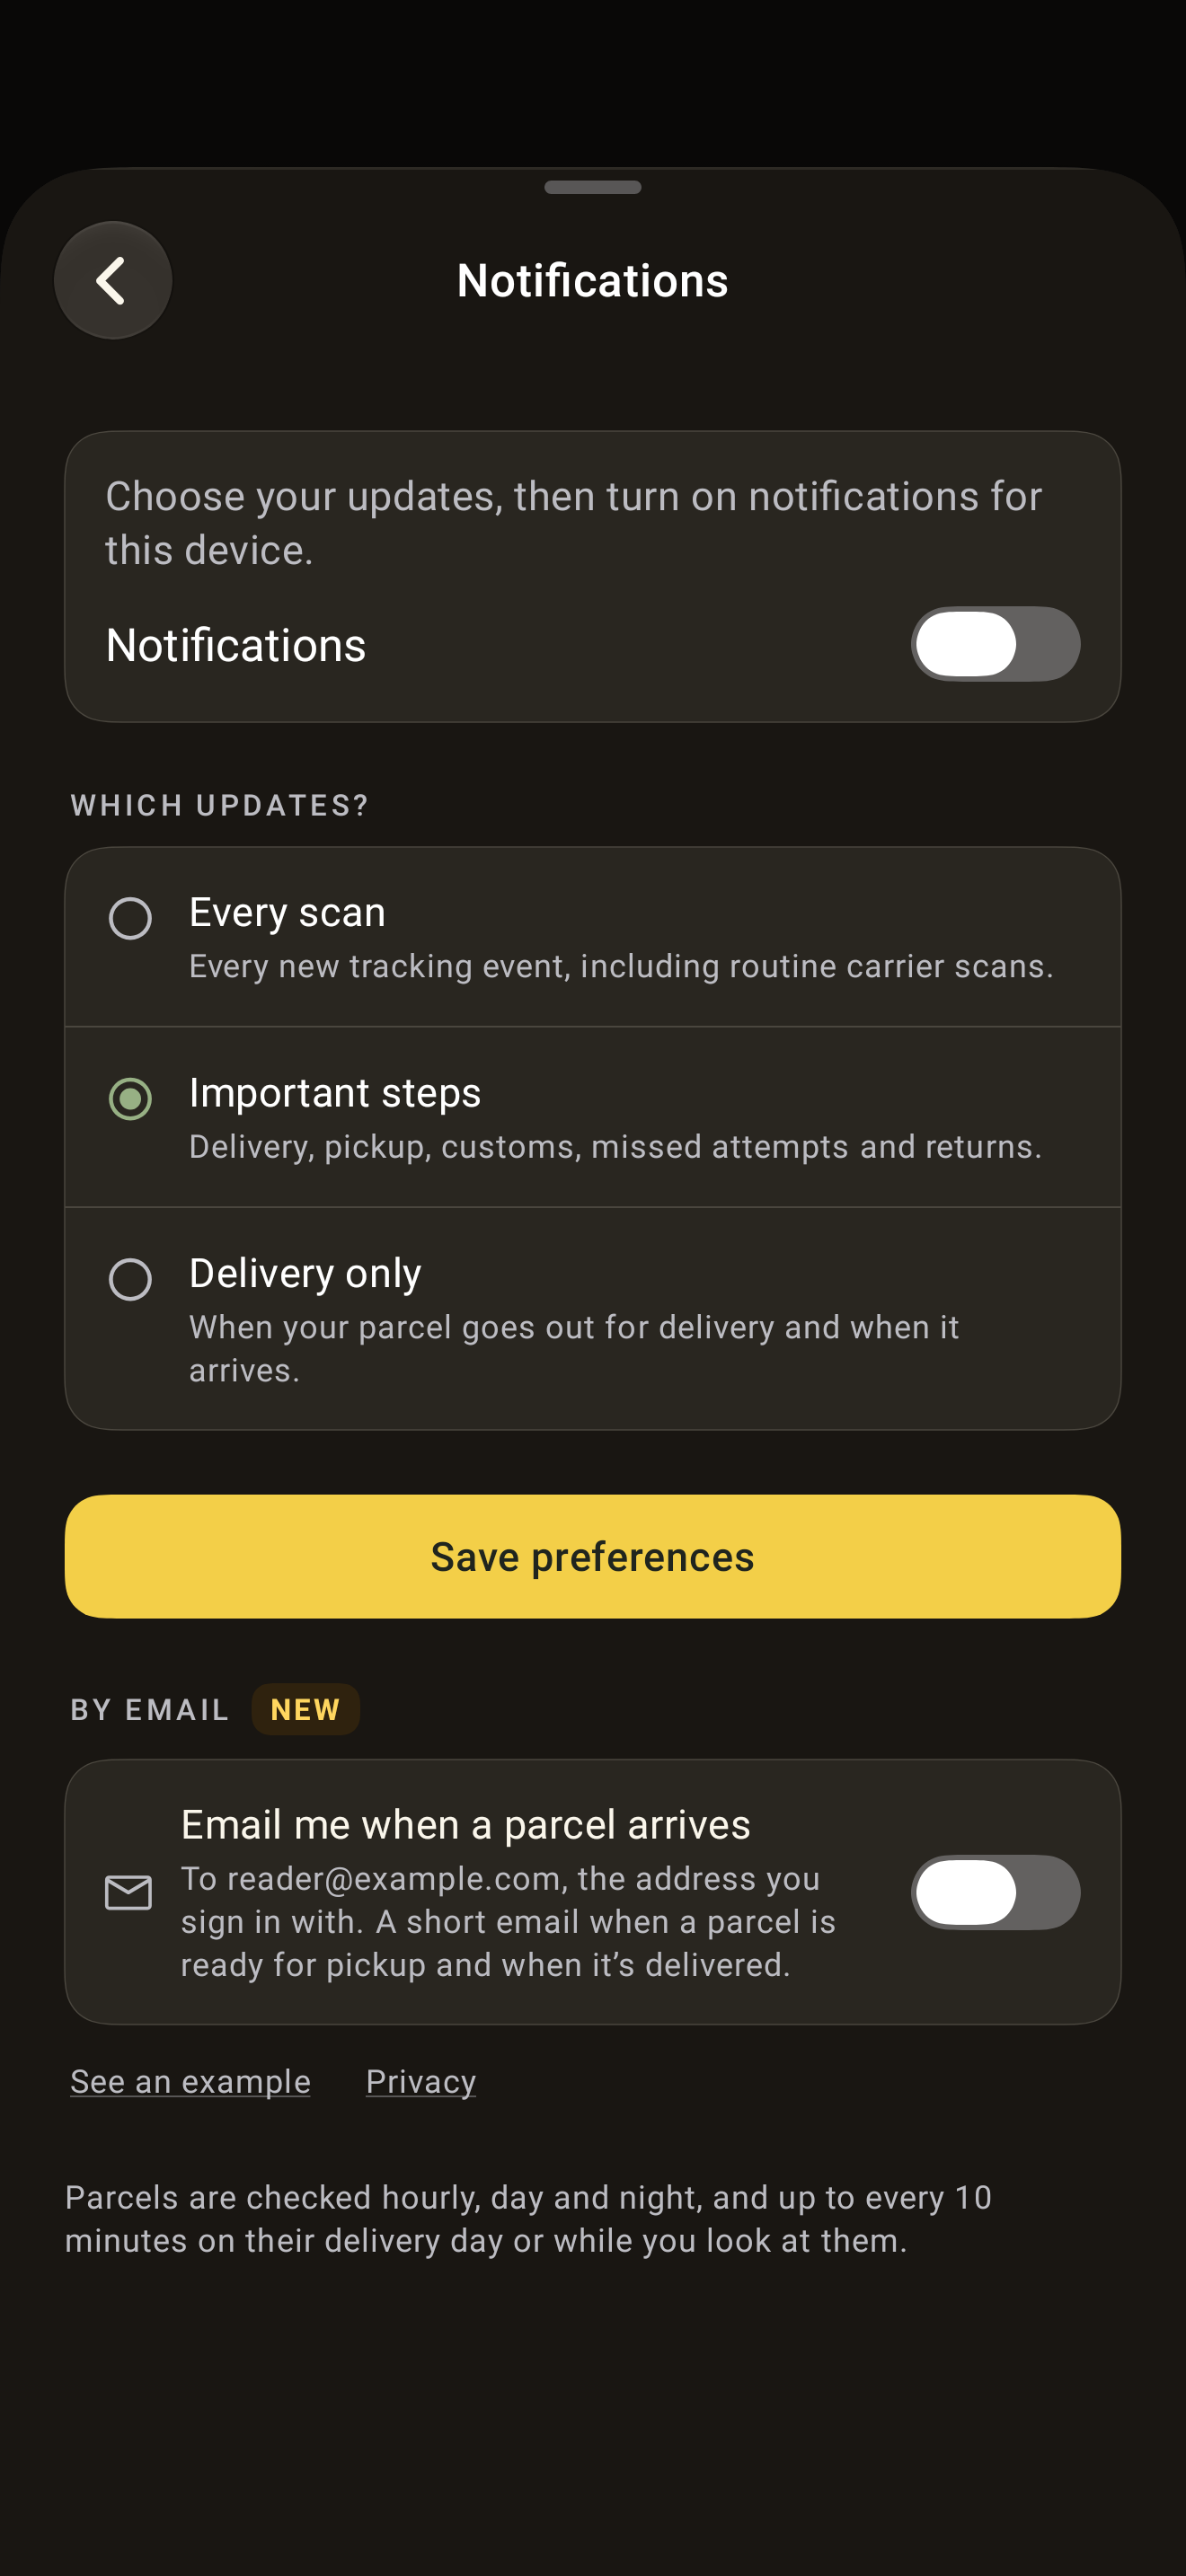 Notifications
Choose your updates, then turn on notifications for
this device.
Notifications
WHICH UPDATES?
Every scan
Every new tracking event, including routine carrier scans.
Important steps
Delivery, pickup, customs, missed attempts and returns.
Delivery only
When your parcel goes out for delivery and when it
arrives.
Save preferences
BY EMAIL NEW
Email me when a parcel arrives
To reader@example.com, the address you
sign in with. A short email when a parcel is
ready for pickup and when it’s delivered.
See an example Privacy
Parcels are checked hourly, day and night, and up to every 10
minutes on their delivery day or while you look at them.